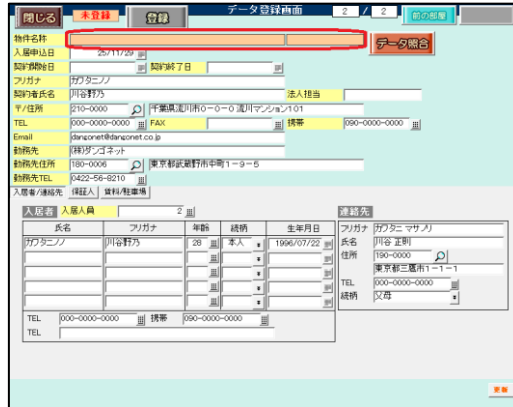 閉じる 未登録 登録 データ登録画面 2 / 2 前の部屋
物件名称 データ照合
入居申込日 25/11/29
契約開始日 契約終了日
フリガナ カワタニノノ
契約者氏名 川谷野乃 法人担当
〒/住所 210-0000 千葉県流川市0-0-0 流川マンション101
TEL 000-0000-0000 FAX 携帯 090-0000-0000
Email dangonet@dangonet.co.jp
勤務先 (株)ダンゴネット
勤務先住所 180-0006 東京都武蔵野市中町1-9-5
勤務先TEL 0422-56-8210
入居者/連絡先 保証人 賃料/駐車場
入居者 入居人員 2
氏名 フリガナ 年齢 続柄 生年月日
カワタニノノ 川谷野乃 28 本人 1996/07/22
TEL 000-0000-0000 携帯 090-0000-0000
TEL
連絡先
フリガナ カワタニ マサノリ
氏名 川谷 正則
住所 190-0000
東京都三鷹市1-1-1
TEL 000-0000-0000
続柄 父母
更新